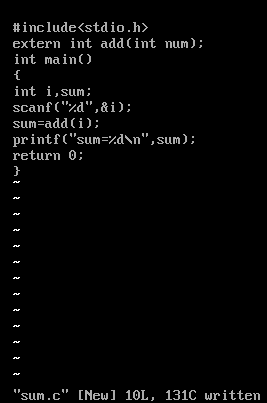 #include<stdio.h>
extern int add(int num);
int main()
{
int i,sum;
scanf("%d",&i);
sum=add(i);
printf("sum=%d\n",sum);
return 0;
}
~
~
~
~
~
~
~
~
~
~
~
~
~
"sum.c" [New] 10L, 131C written